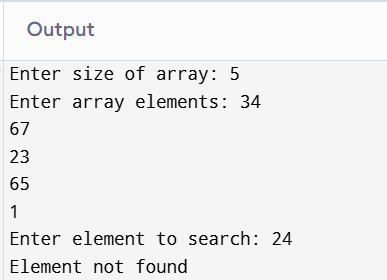 Output
Enter size of array: 5
Enter array elements: 34
67
23
65
1
Enter element to search: 24
Element not found